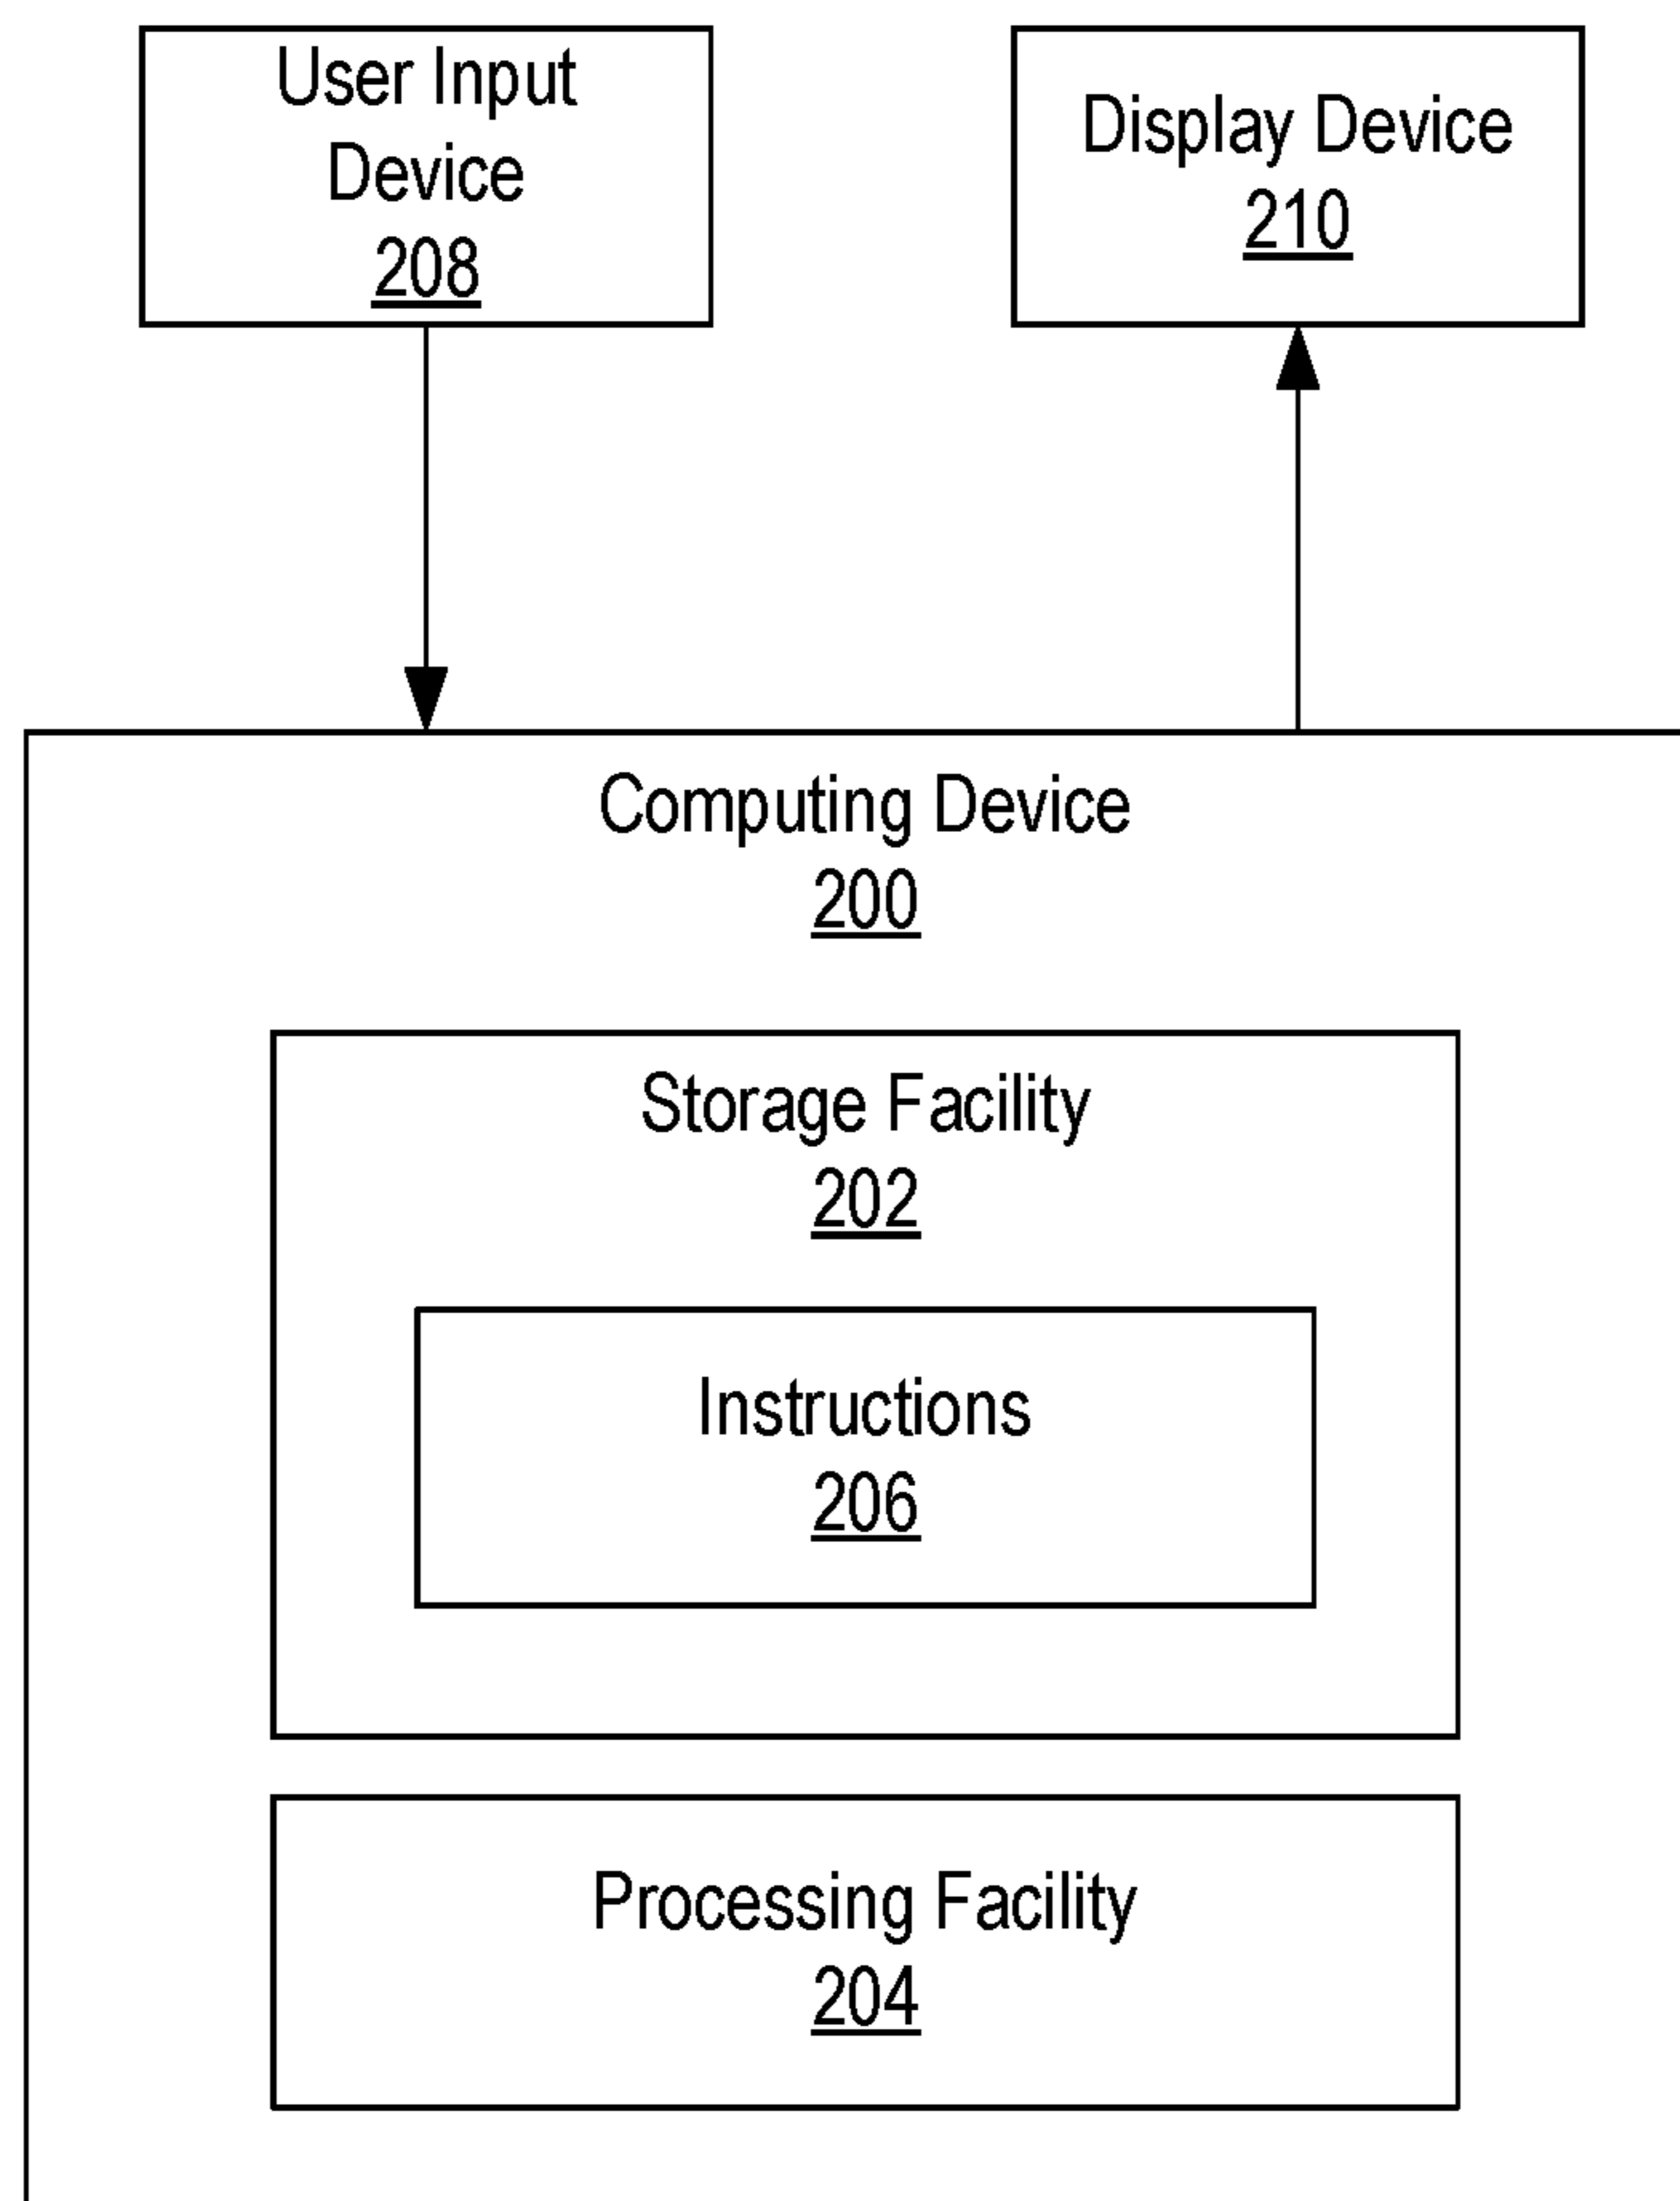 User Input
Device
208
Display Device
210
Computing Device
200
Storage Facility
202
Instructions
206
Processing Facility
204